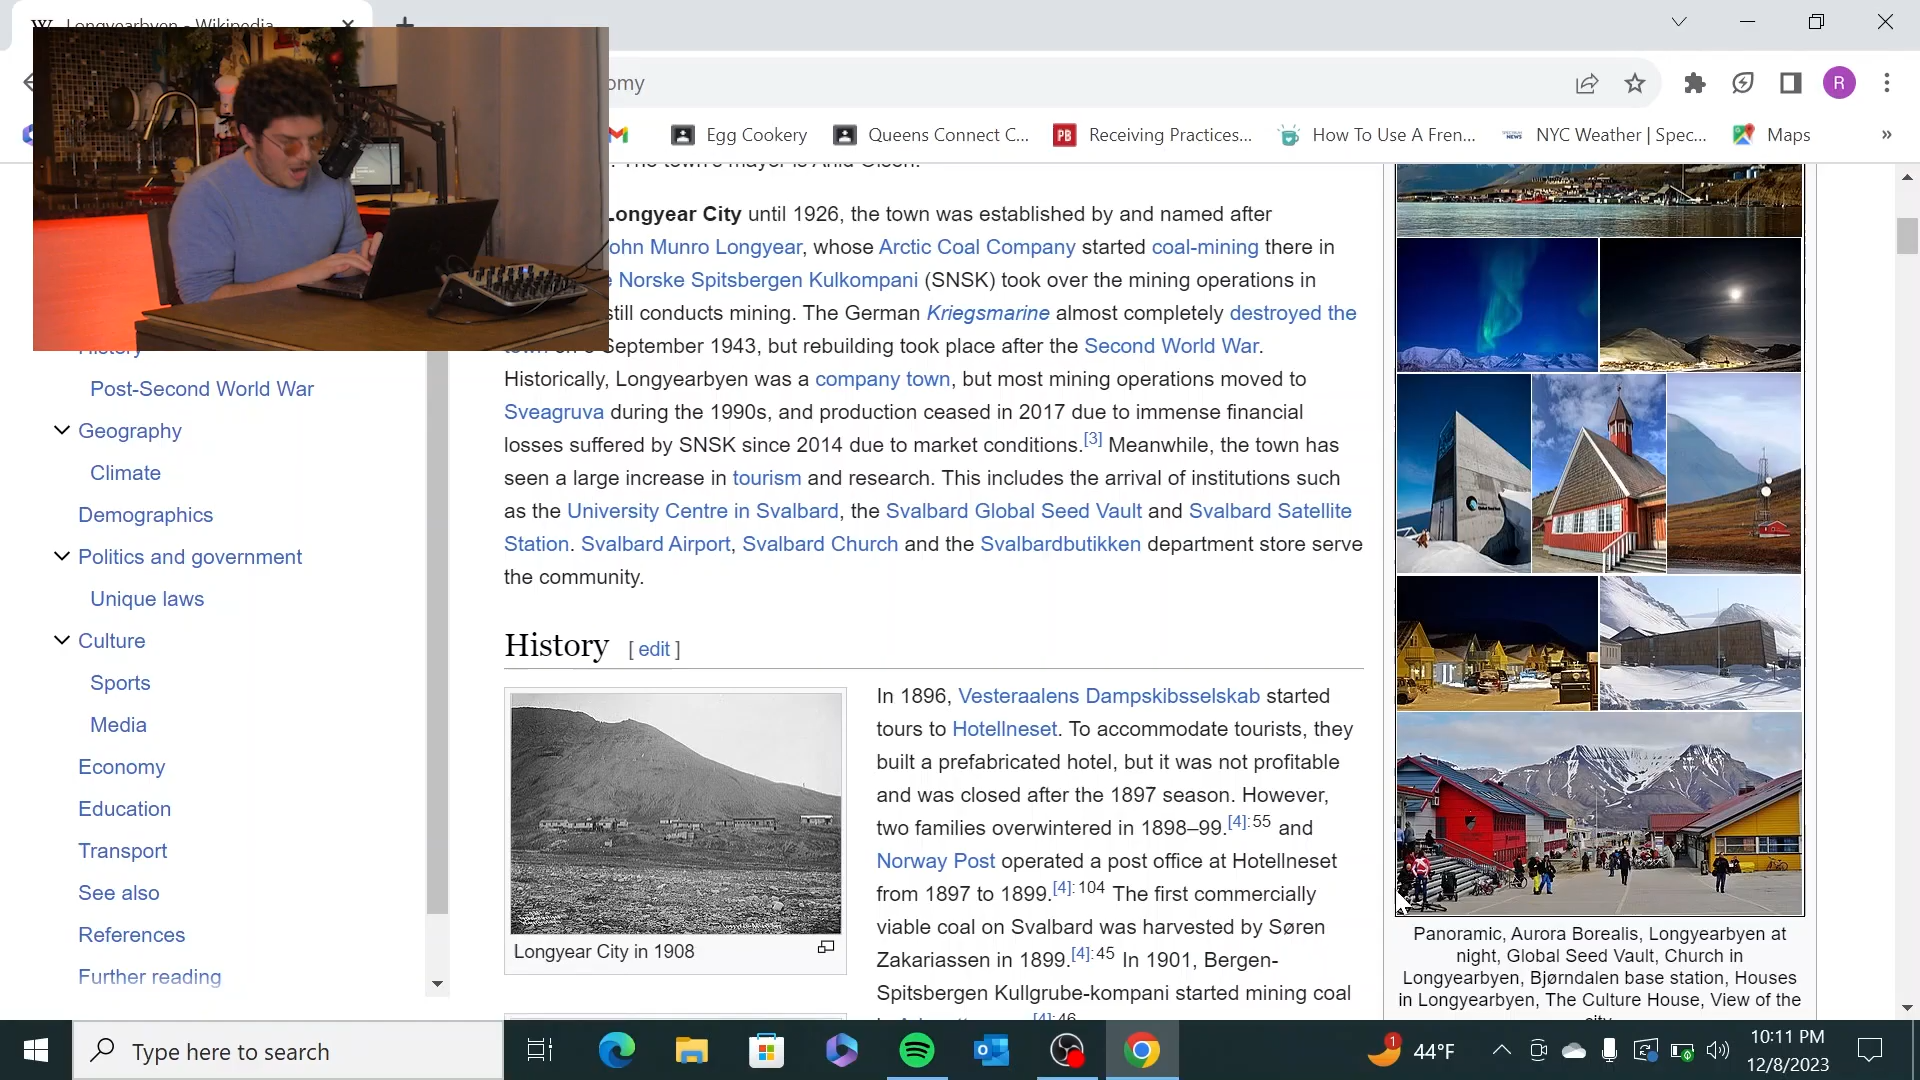 omy
R
Egg Cookery
Queens Connect C...
PB
Receiving Practices...
How To Use A Fren...
NYC Weather | Spec...
Maps
»
Longyear City until 1926, the town was established by and named after
ohn Munro Longyear, whose Arctic Coal Company started coal-mining there in
Norske Spitsbergen Kulkompani (SNSK) took over the mining operations in
still conducts mining. The German Kriegsmarine almost completely destroyed the
September 1943, but rebuilding took place after the Second World War.
Historically, Longyearbyen was a company town, but most mining operations moved to
Sveagruva during the 1990s, and production ceased in 2017 due to immense financial
losses suffered by SNSK since 2014 due to market conditions.[3] Meanwhile, the town has
seen a large increase in tourism and research. This includes the arrival of institutions such
as the University Centre in Svalbard, the Svalbard Global Seed Vault and Svalbard Satellite
Station. Svalbard Airport, Svalbard Church and the Svalbardbutikken department store serve
the community.
History
Post-Second World War
Geography
Climate
Demographics
Politics and government
Unique laws
Culture
Sports
Media
Economy
Education
Transport
See also
References
Further reading
History [ edit ]
Longyear City in 1908
In 1896, Vesteraalens Dampskibsselskab started
tours to Hotellneset. To accommodate tourists, they
built a prefabricated hotel, but it was not profitable
and was closed after the 1897 season. However,
two families overwintered in 1898–99.[4]:55 and
Norway Post operated a post office at Hotellneset
from 1897 to 1899.[4]:104 The first commercially
viable coal on Svalbard was harvested by Søren
Zakariassen in 1899.[4]:45 In 1901, Bergen-
Spitsbergen Kullgrube-kompani started mining coal
[4]:46
Panoramic, Aurora Borealis, Longyearbyen at
night, Global Seed Vault, Church in
Longyearbyen, Bjørndalen base station, Houses
in Longyearbyen, The Culture House, View of the
Type here to search
1
44°F
10:11 PM
12/8/2023